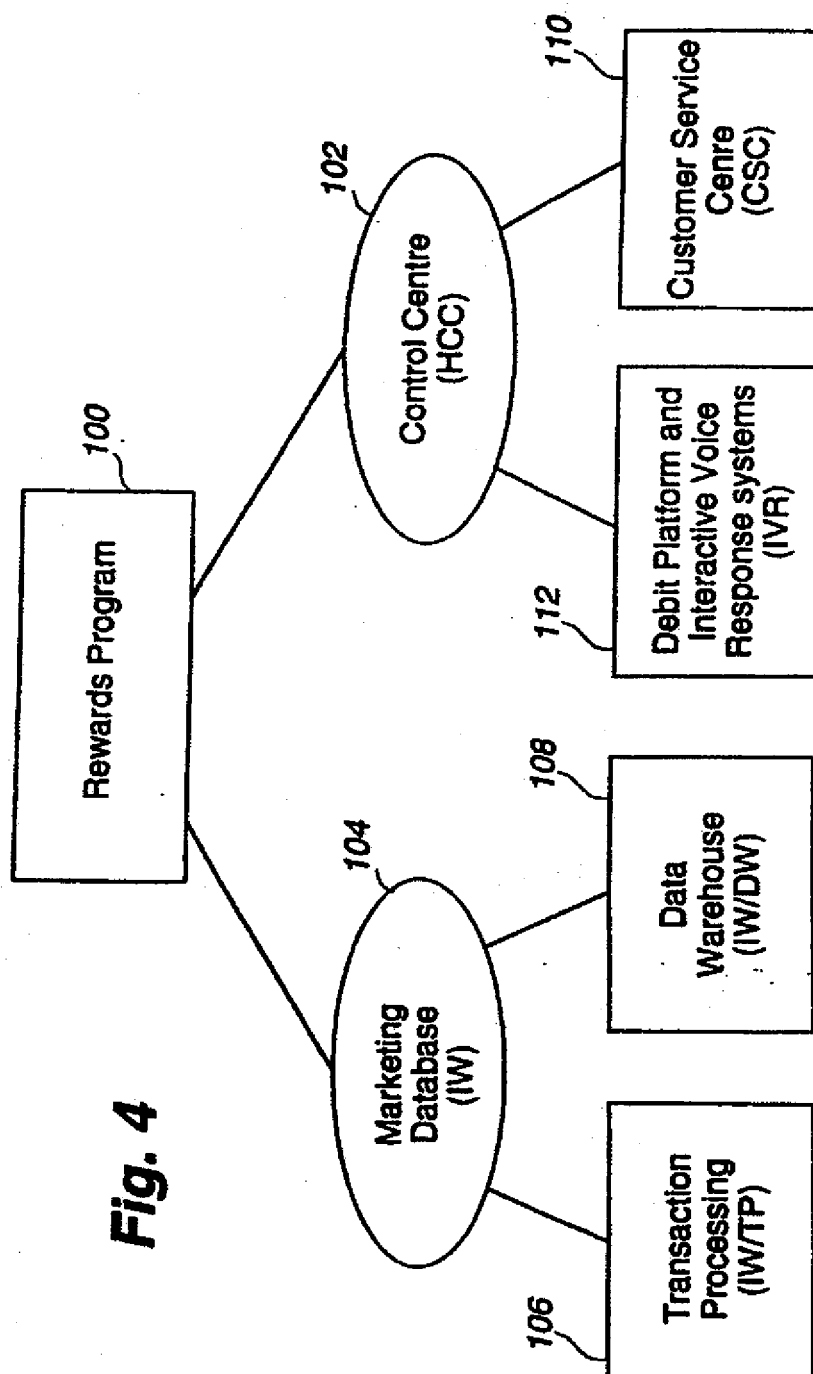 Fig. 4
Rewards Program
100
Marketing
Database
(IW)
104
Control Centre
(HCC)
102
106
Transaction
Processing
(IW/TP)
Data
Warehouse
(IW/DW)
108
112
Debit Platform and
Interactive Voice
Response systems
(IVR)
Customer Service
Cenre
(CSC)
110